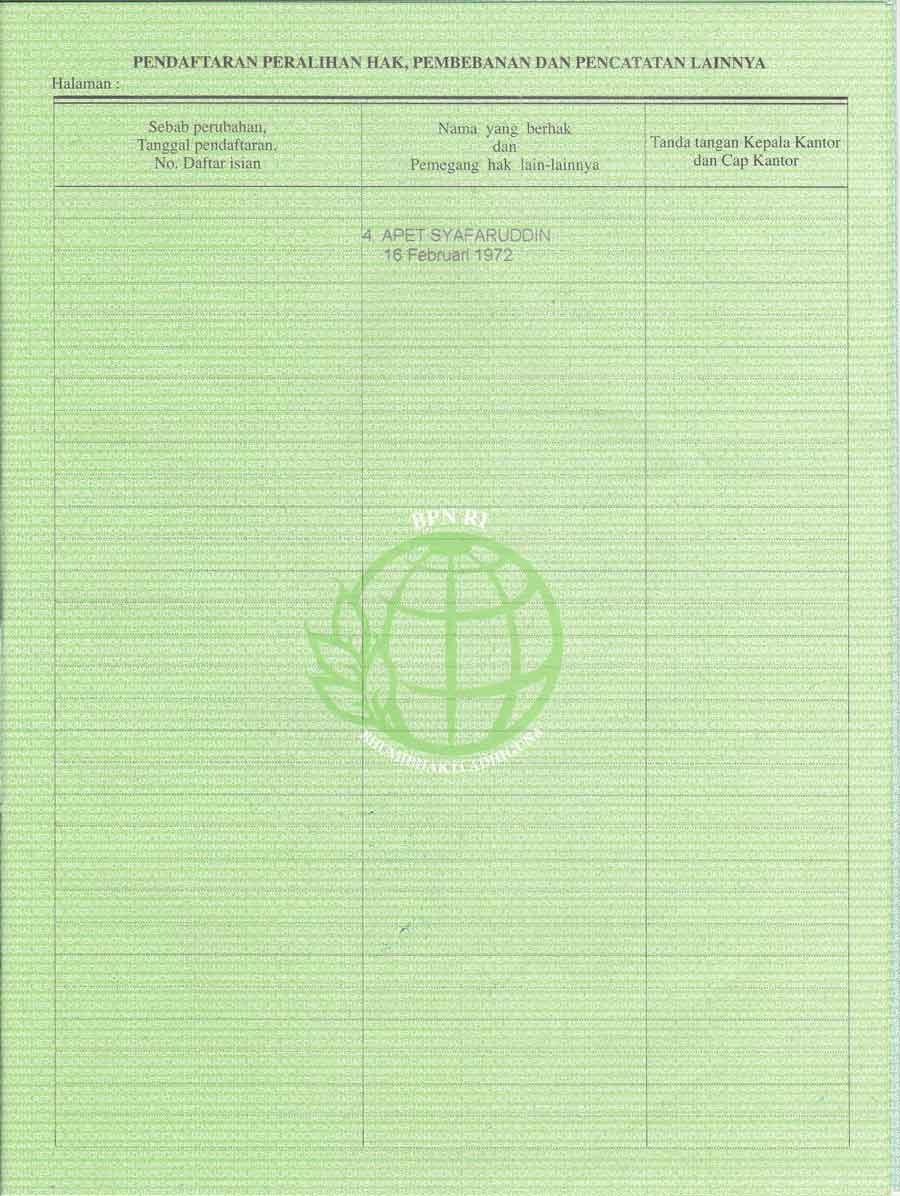 PENDAFTARAN PERALIHAN HAK, PEMBEBANAN DAN PENCATATAN LAINNYA
Halaman :
Sebab perubahan,
Tanggal pendaftaran,
No. Daftar isian
Nama yang berhak
dan
Pemegang hak lain-lainnya
Tanda tangan Kepala Kantor
dan Cap Kantor
4. APET SYAFARUDDIN
16 Februari 1972
BPN RI
BHUMIBHAKTI ADHIGUNA